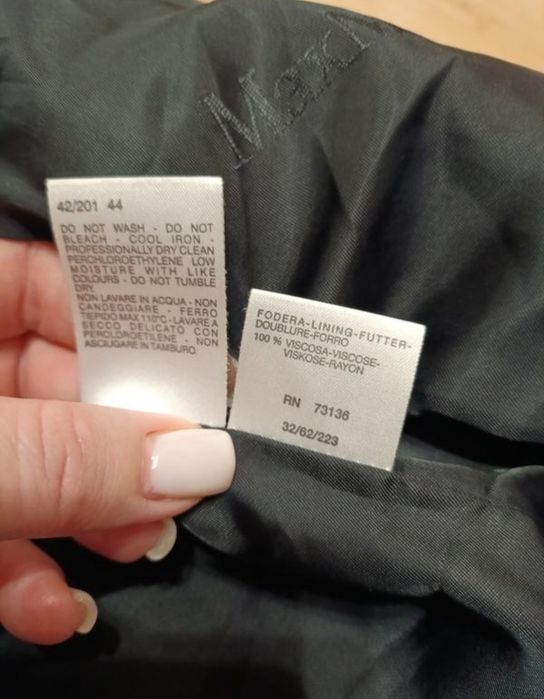 Max
42/201 44
DO NOT WASH - DO NOT
BLEACH - COOL IRON -
PROFESSIONALLY DRY CLEAN
PERCHLOROETHYLENE LOW
MOISTURE WITH LIKE
COLOURS - DO NOT TUMBLE
DRY.
NON LAVARE IN ACQUA - NON
CANDEGGIARE - FERRO
TIEPIDO MAX 110°C - LAVARE A
SECCO DELICATO CON
PERCLOROETILENE - NON
ASCIUGARE IN TAMBURO.
FODERA-LINING-FUTTER-
DOUBLURE-FORRO
100 % VISCOSA-VISCOSE-
VISKOSE-RAYON
RN 73136
32/62/223